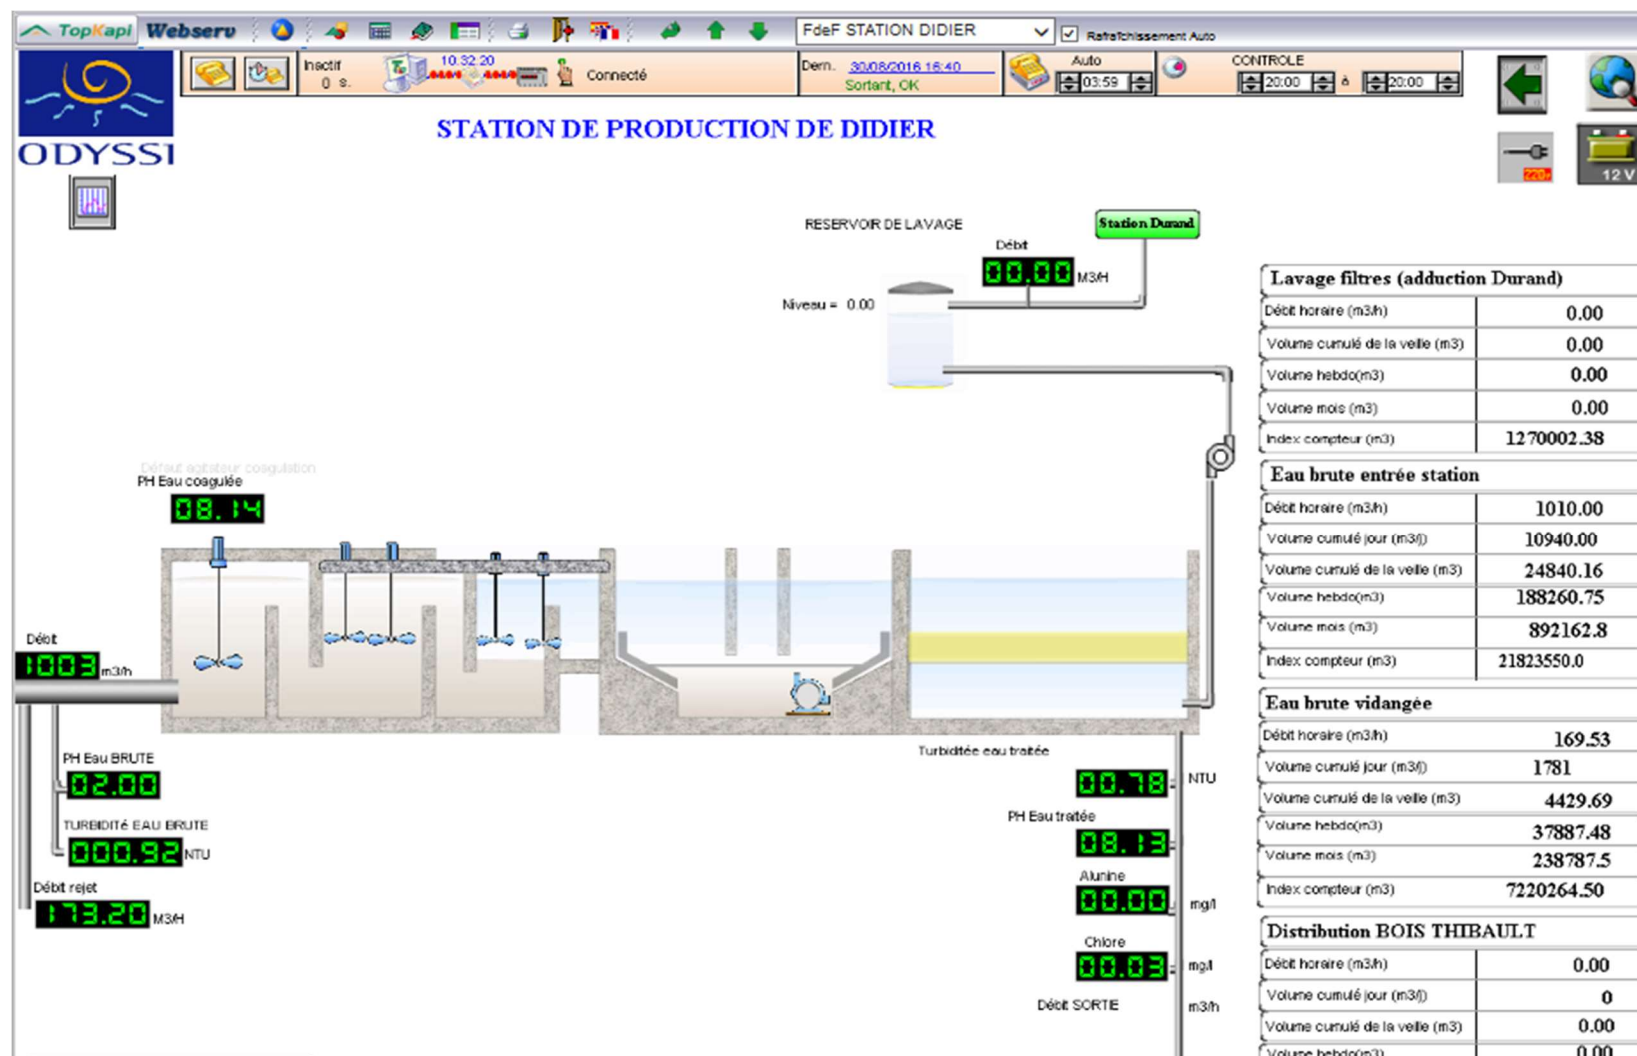 TopKapi Webserv
FdeF STATION DIDIER
Rafraîchissement Auto
Inactif
0 s.
10.32.20
Connecté
Dern. 30/08/2016 16:40
Sortant, OK
Auto
03:59
CONTROLE
20:00 à 20:00
ODYSSI
STATION DE PRODUCTION DE DIDIER
220v
12 V
RESERVOIR DE LAVAGE
Station Durand
Débit
00.00 M3/H
Niveau = 0.00
Défaut agitateur coagulation
PH Eau coagulée
08.14
Débit
1003 m3/h
PH Eau BRUTE
02.00
TURBIDITé EAU BRUTE
000.92 NTU
Débit rejet
173.20 M3/H
Turbiditée eau traitée
00.78 NTU
PH Eau traitée
08.13
Alunine
00.00 mg/l
Chlore
00.03 mg/l
Débit SORTIE m3/h
Lavage filtres (adduction Durand)
Débit horaire (m3/h) 0.00
Volume cumulé de la veille (m3) 0.00
Volume hebdo(m3) 0.00
Volume mois (m3) 0.00
Index compteur (m3) 1270002.38
Eau brute entrée station
Débit horaire (m3/h) 1010.00
Volume cumulé jour (m3/j) 10940.00
Volume cumulé de la veille (m3) 24840.16
Volume hebdo(m3) 188260.75
Volume mois (m3) 892162.8
Index compteur (m3) 21823550.0
Eau brute vidangée
Débit horaire (m3/h) 169.53
Volume cumulé jour (m3/j) 1781
Volume cumulé de la veille (m3) 4429.69
Volume hebdo(m3) 37887.48
Volume mois (m3) 238787.5
Index compteur (m3) 7220264.50
Distribution BOIS THIBAULT
Débit horaire (m3/h) 0.00
Volume cumulé jour (m3/j) 0
Volume cumulé de la veille (m3) 0.00
Volume hebdo(m3) 0.00